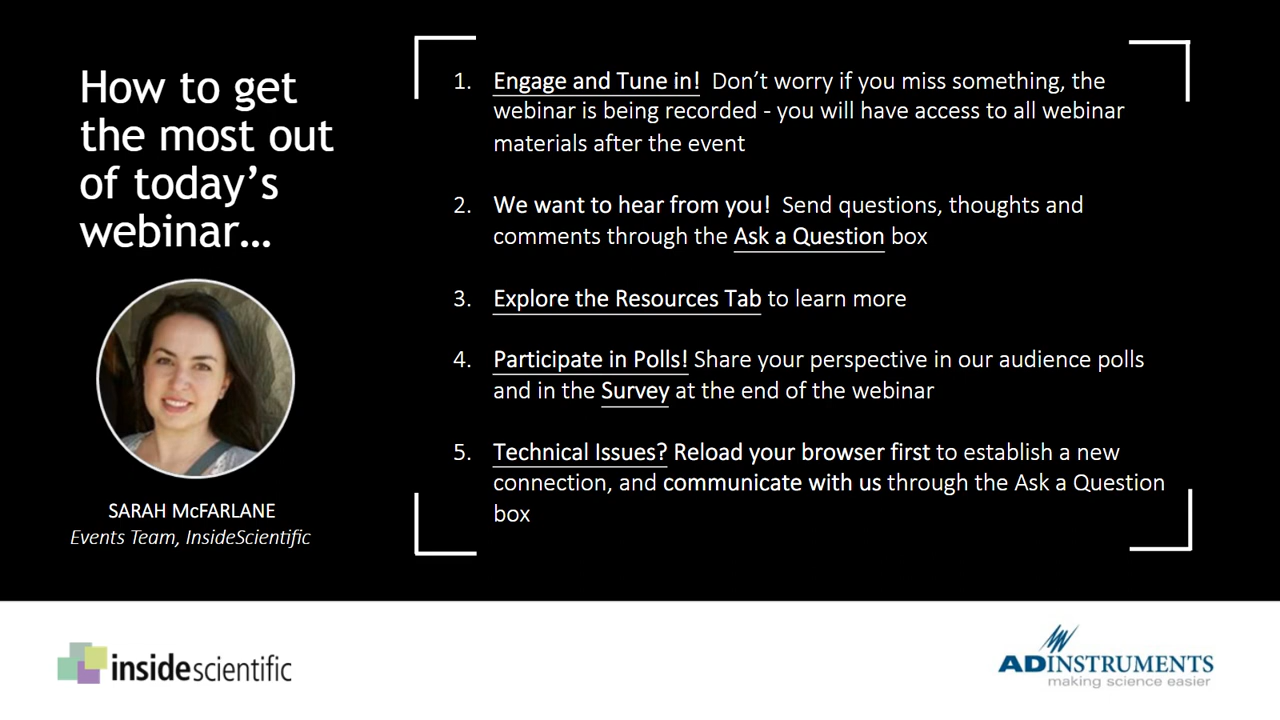 How to get
the most out
of today’s
webinar…
SARAH McFARLANE
Events Team, InsideScientific
1. Engage and Tune in! Don’t worry if you miss something, the
webinar is being recorded - you will have access to all webinar
materials after the event
2. We want to hear from you! Send questions, thoughts and
comments through the Ask a Question box
3. Explore the Resources Tab to learn more
4. Participate in Polls! Share your perspective in our audience polls
and in the Survey at the end of the webinar
5. Technical Issues? Reload your browser first to establish a new
connection, and communicate with us through the Ask a Question
box
insidescientific
ADINSTRUMENTS
making science easier